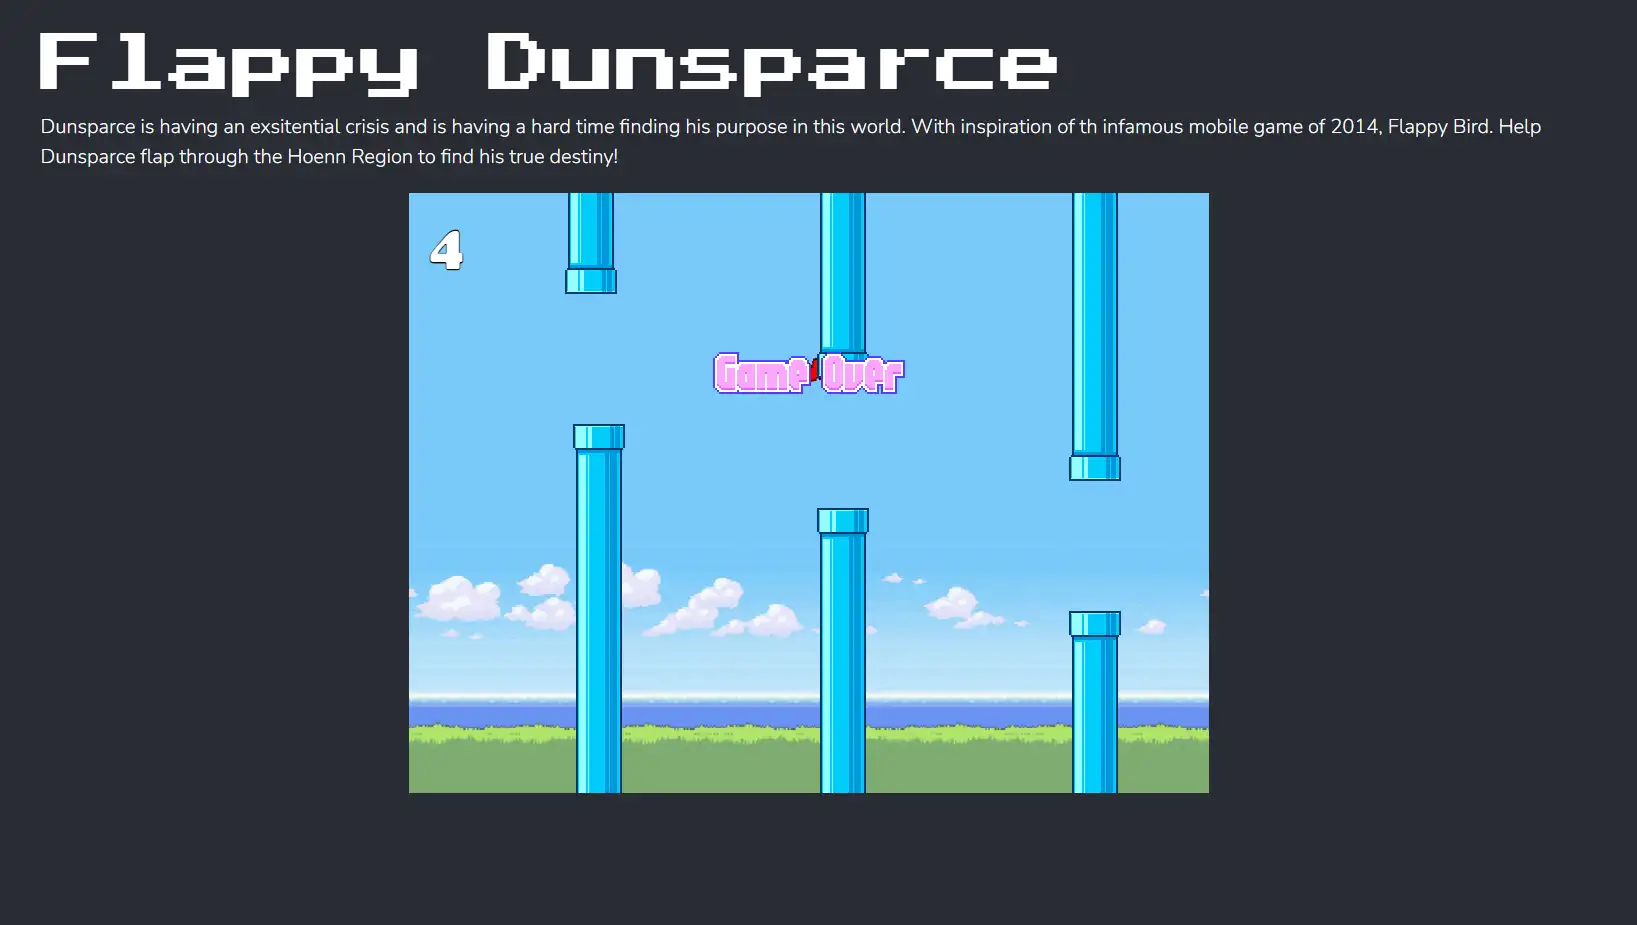 Flappy Dunsparce
Dunsparce is having an exsitential crisis and is having a hard time finding his purpose in this world. With inspiration of th infamous mobile game of 2014, Flappy Bird. Help
Dunsparce flap through the Hoenn Region to find his true destiny!
4
Game Over